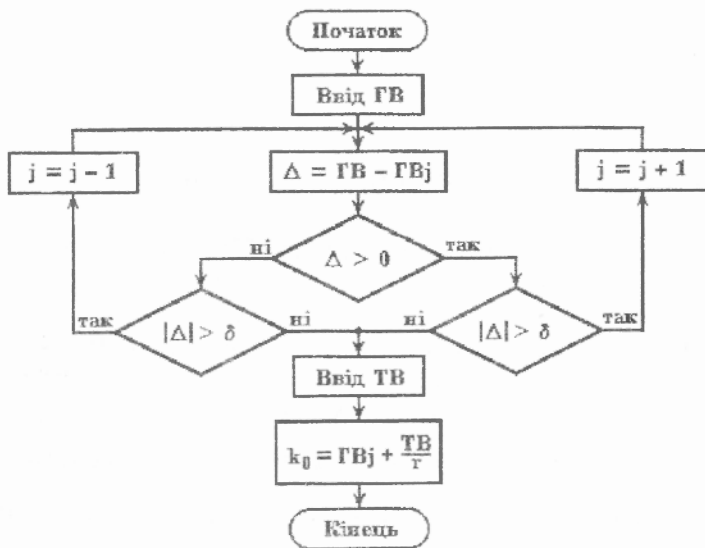 Початок
Ввід ГВ
j = j – 1
Δ = ГВ – ГВj
j = j + 1
ні
Δ > 0
так
так
|Δ| > δ
ні
ні
|Δ| > δ
так
Ввід ТВ
k₀ = ГВj + ТВ/r
Кінець